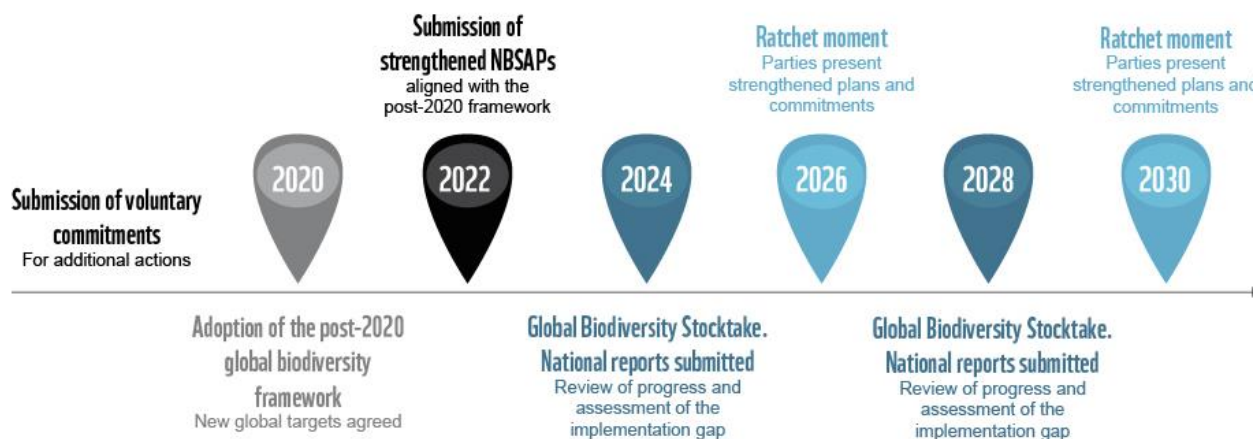 Submission of voluntary
commitments
For additional actions
2020
Adoption of the post-2020
global biodiversity
framework
New global targets agreed
Submission of
strengthened NBSAPs
aligned with the
post-2020 framework
2022
2024
Global Biodiversity Stocktake.
National reports submitted
Review of progress and
assessment of the
implementation gap
Ratchet moment
Parties present
strengthened plans and
commitments
2026
2028
Global Biodiversity Stocktake.
National reports submitted
Review of progress and
assessment of the
implementation gap
Ratchet moment
Parties present
strengthened plans and
commitments
2030